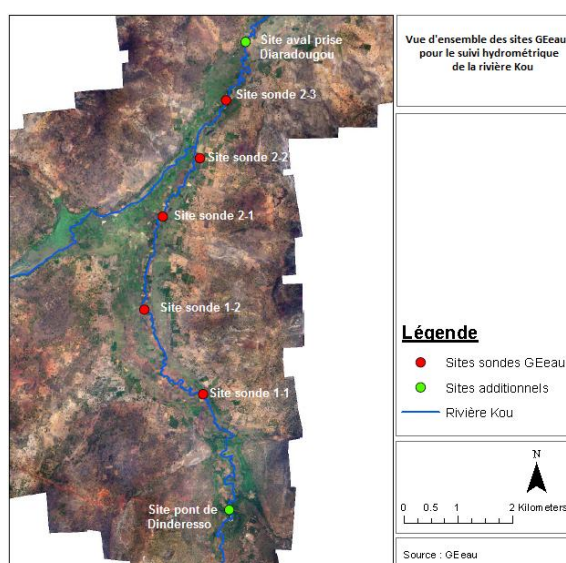 Vue d'ensemble des sites GEeau
pour le suivi hydrométrique
de la rivière Kou
Site aval prise
Diaradougou
Site sonde 2-3
Site sonde 2-2
Site sonde 2-1
Site sonde 1-2
Site sonde 1-1
Site pont de
Dinderesso
Légende
Sites sondes GEeau
Sites additionnels
Rivière Kou
N
0 0.5 1 2 Kilometers
Source : GEeau